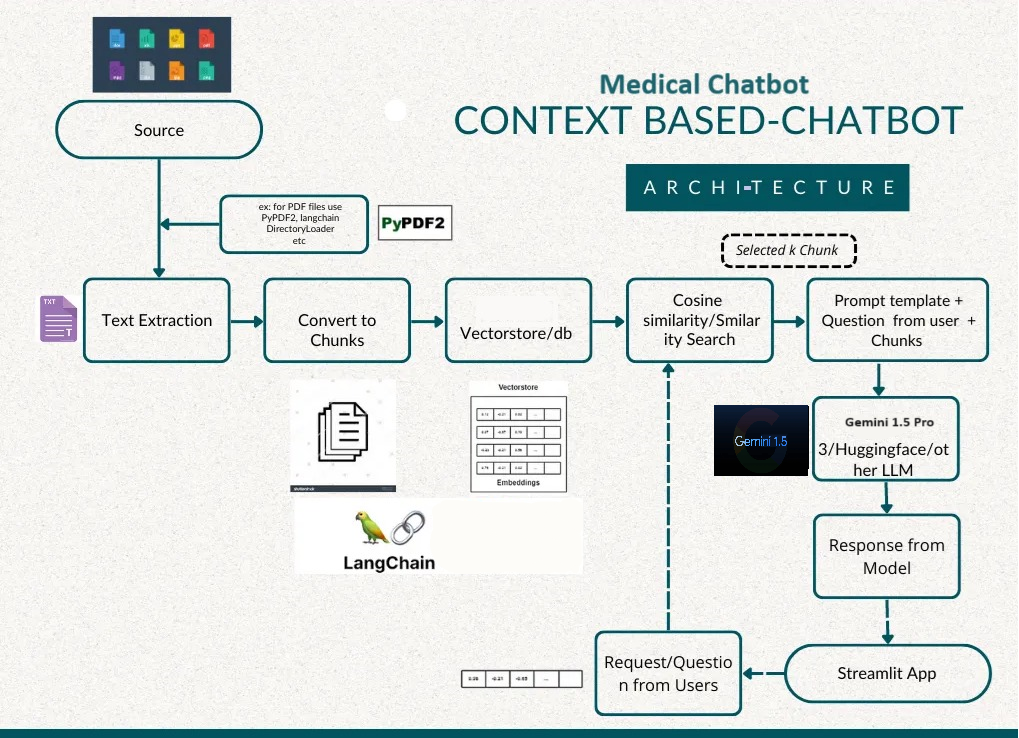 Medical Chatbot
CONTEXT BASED-CHATBOT
ARCHITECTURE
Source
ex: for PDF files use
PyPDF2, langchain
DirectoryLoader
etc
PyPDF2
Selected k Chunk
TXT
T
Text Extraction
Convert to
Chunks
Vectorstore/db
Cosine
similarity/Smilar
ity Search
Prompt template +
Question from user +
Chunks
Vectorstore
Embeddings
LangChain
Gemini 1.5
Gemini 1.5 Pro
3/Huggingface/ot
her LLM
Response from
Model
Streamlit App
Request/Questio
n from Users